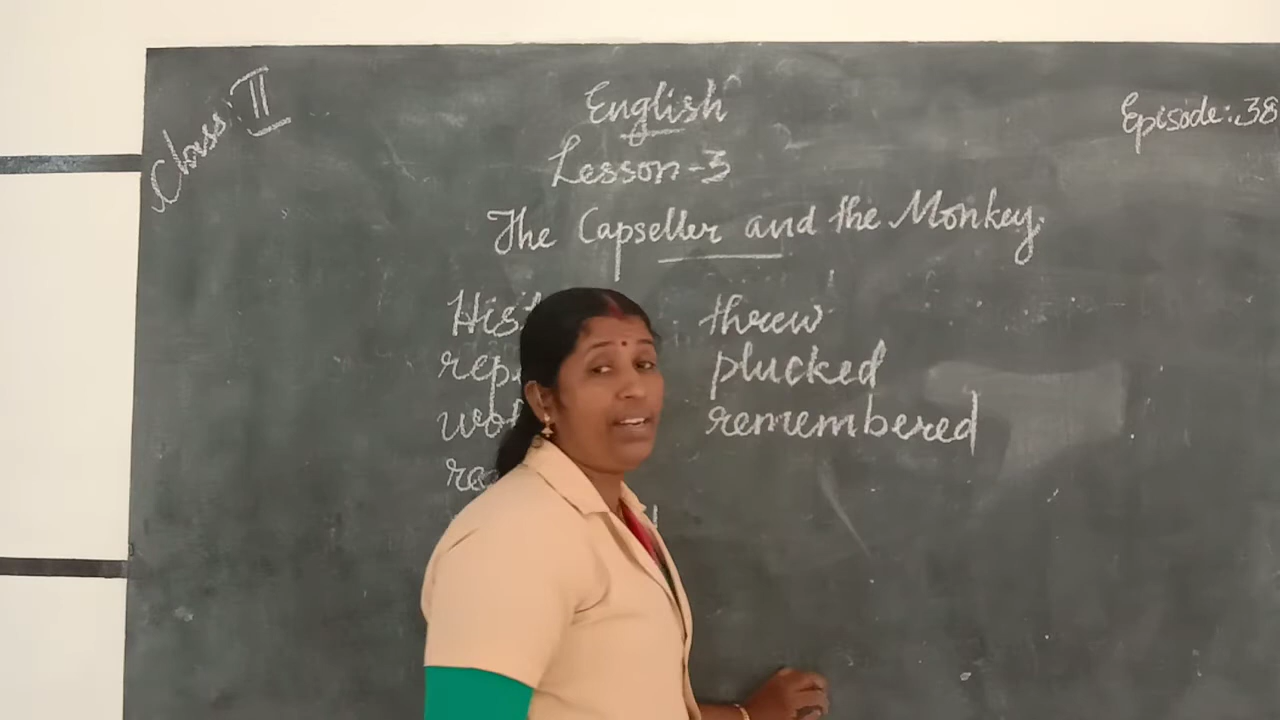 Class: II
English
Episode: 38
Lesson-3
The Capseller and the Monkey.
threw
plucked
remembered